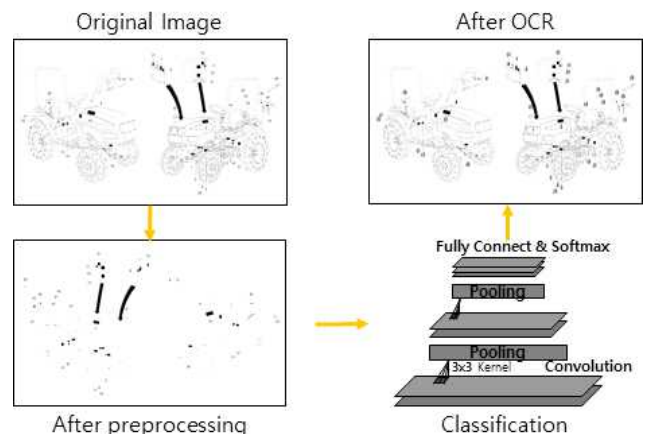 Original Image
After OCR
Fully Connect & Softmax
Pooling
Pooling
3x3 Kernel
Convolution
After preprocessing
Classification